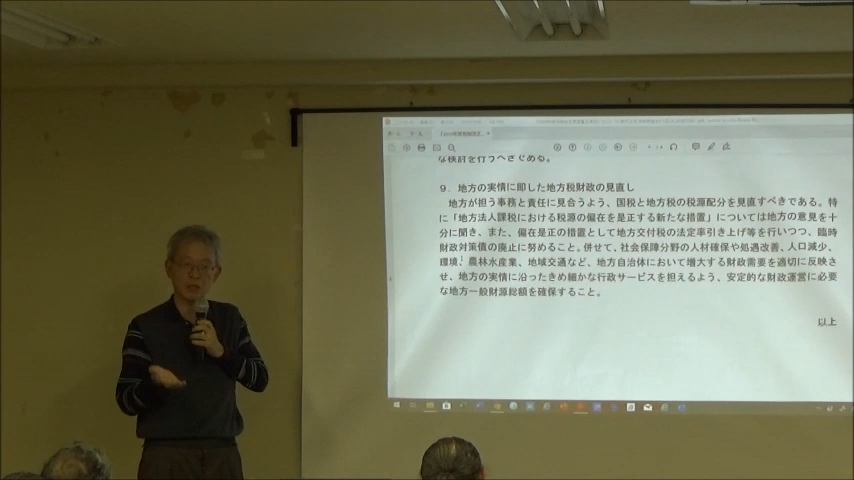 な検討を行うべきである。
9．地方の実情に即した地方税財政の見直し
地方が担う事務と責任に見合うよう、国税と地方税の税源配分を見直すべきである。特
に「地方法人課税における税源の偏在を是正する新たな措置」については地方の意見を十
分に聞き、また、偏在是正の措置として地方交付税の法定率引き上げ等を行いつつ、臨時
財政対策債の廃止に努めること。併せて、社会保障分野の人材確保や処遇改善、人口減少、
環境、農林水産業、地域交通など、地方自治体において増大する財政需要を適切に反映さ
せ、地方の実情に沿ったきめ細かな行政サービスを担えるよう、安定的な財政運営に必要
な地方一般財源総額を確保すること。
以上